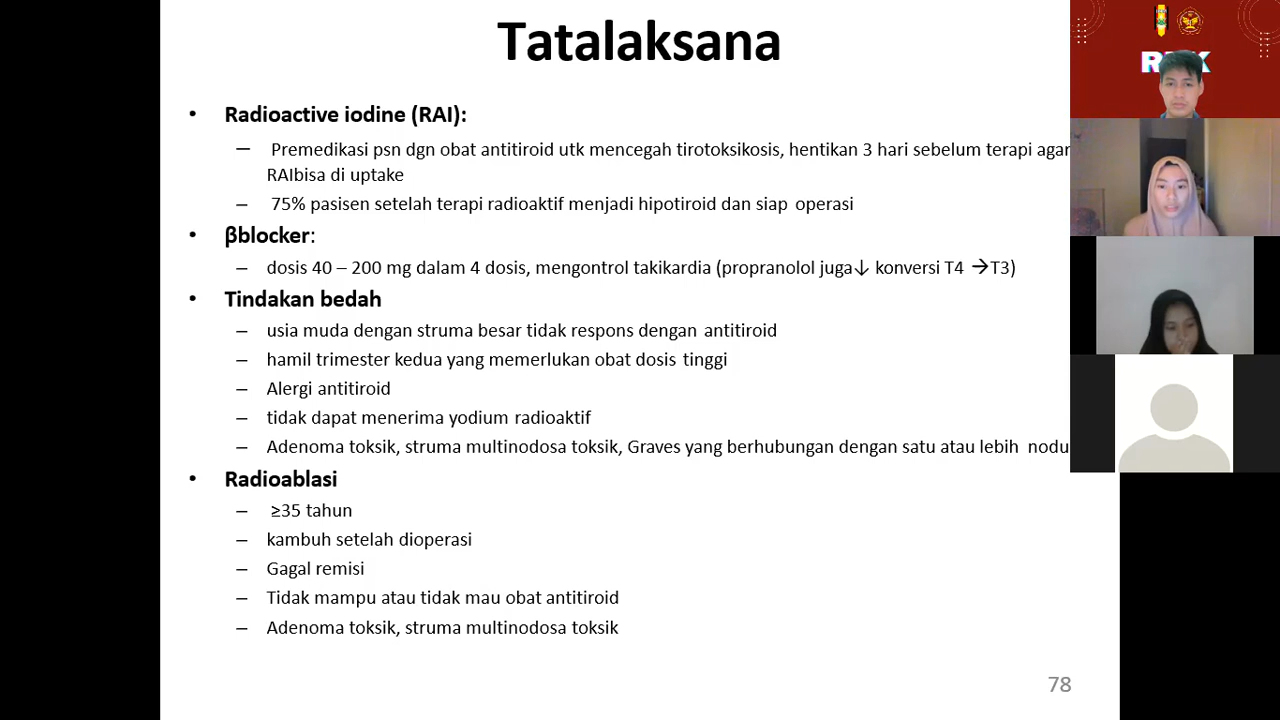 Tatalaksana
• Radioactive iodine (RAI):
– Premedikasi psn dgn obat antitiroid utk mencegah tirotoksikosis, hentikan 3 hari sebelum terapi agar
RAIbisa di uptake
– 75% pasisen setelah terapi radioaktif menjadi hipotiroid dan siap operasi
• βblocker:
– dosis 40 – 200 mg dalam 4 dosis, mengontrol takikardia (propranolol juga↓ konversi T4 →T3)
• Tindakan bedah
– usia muda dengan struma besar tidak respons dengan antitiroid
– hamil trimester kedua yang memerlukan obat dosis tinggi
– Alergi antitiroid
– tidak dapat menerima yodium radioaktif
– Adenoma toksik, struma multinodosa toksik, Graves yang berhubungan dengan satu atau lebih nodu
• Radioablasi
– ≥35 tahun
– kambuh setelah dioperasi
– Gagal remisi
– Tidak mampu atau tidak mau obat antitiroid
– Adenoma toksik, struma multinodosa toksik
78